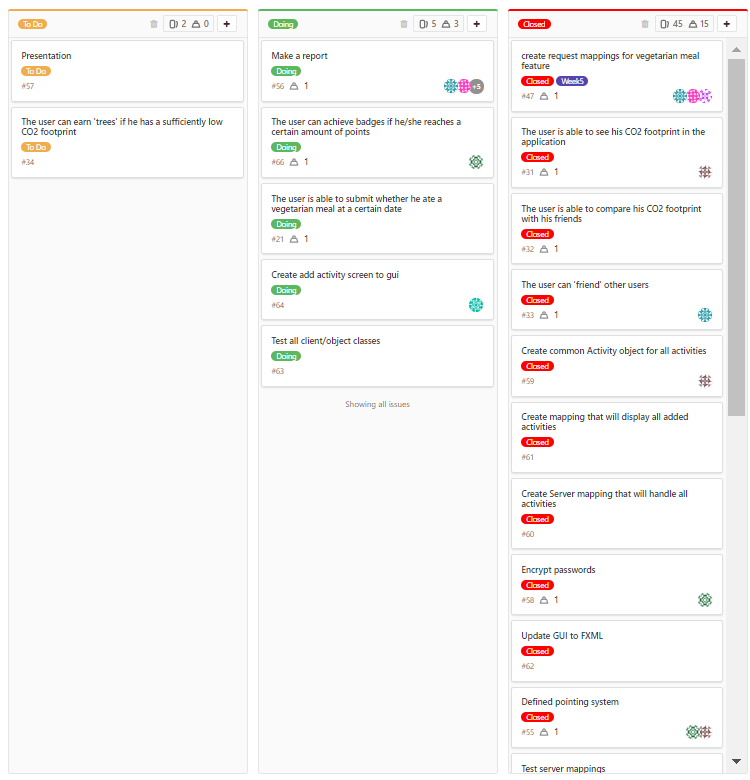 To Do 2 0 +
Presentation
To Do
#57
The user can earn 'trees' if he has a sufficiently low
CO2 footprint
To Do
#34
Doing 5 3 +
Make a report
Doing
#56 1 +5
The user can achieve badges if he/she reaches a
certain amount of points
Doing
#66 1
The user is able to submit whether he ate a
vegetarian meal at a certain date
Doing
#21 1
Create add activity screen to gui
Doing
#64
Test all client/object classes
Doing
#63
Showing all issues
Closed 45 15 +
create request mappings for vegetarian meal
feature
Closed Week5
#47 1
The user is able to see his CO2 footprint in the
application
Closed
#31 1
The user is able to compare his CO2 footprint
with his friends
Closed
#32 1
The user can 'friend' other users
Closed
#33 1
Create common Activity object for all activities
Closed
#59
Create mapping that will display all added
activities
Closed
#61
Create Server mapping that will handle all
activities
Closed
#60
Encrypt passwords
Closed
#58 1
Update GUI to FXML
Closed
#62
Defined pointing system
Closed
#55 1
Test server mappings